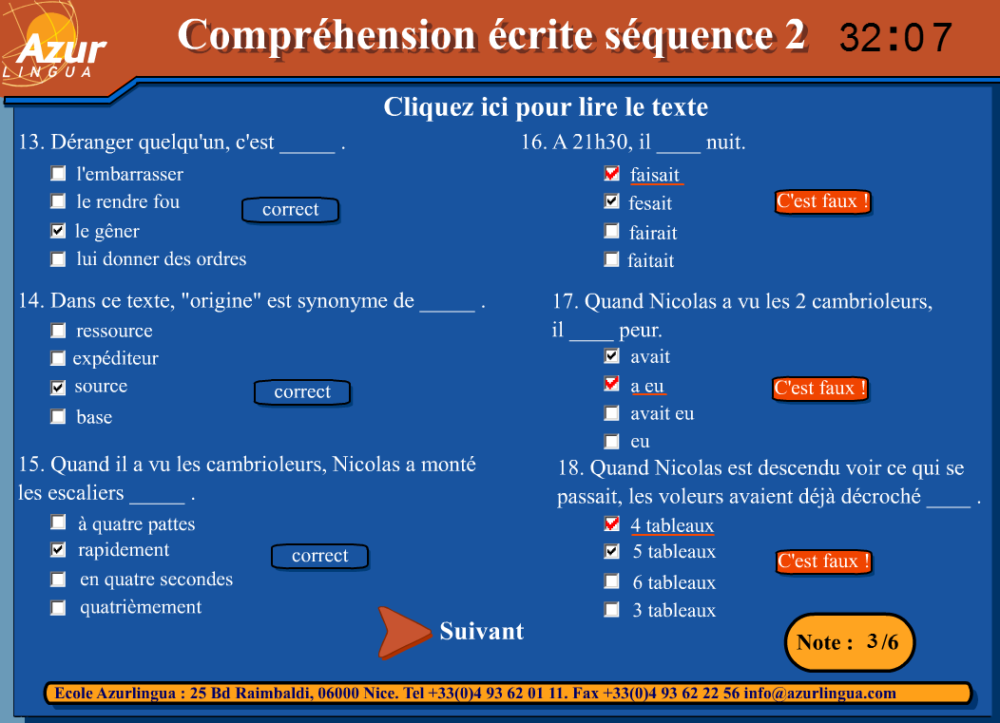 Azur
LINGUA
Compréhension écrite séquence 2
32:07
Cliquez ici pour lire le texte
13. Déranger quelqu'un, c'est _____ .
l'embarrasser
le rendre fou
le gêner
lui donner des ordres
correct
14. Dans ce texte, "origine" est synonyme de _____ .
ressource
expéditeur
source
base
correct
15. Quand il a vu les cambrioleurs, Nicolas a monté
les escaliers _____ .
à quatre pattes
rapidement
en quatre secondes
quatrièmement
correct
16. A 21h30, il ____ nuit.
faisait
fesait
fairait
faitait
C'est faux !
17. Quand Nicolas a vu les 2 cambrioleurs,
il ____ peur.
avait
a eu
avait eu
eu
C'est faux !
18. Quand Nicolas est descendu voir ce qui se
passait, les voleurs avaient déjà décroché ____ .
4 tableaux
5 tableaux
6 tableaux
3 tableaux
C'est faux !
Suivant
Note : 3/6
Ecole Azurlingua : 25 Bd Raimbaldi, 06000 Nice. Tel +33(0)4 93 62 01 11. Fax +33(0)4 93 62 22 56 info@azurlingua.com